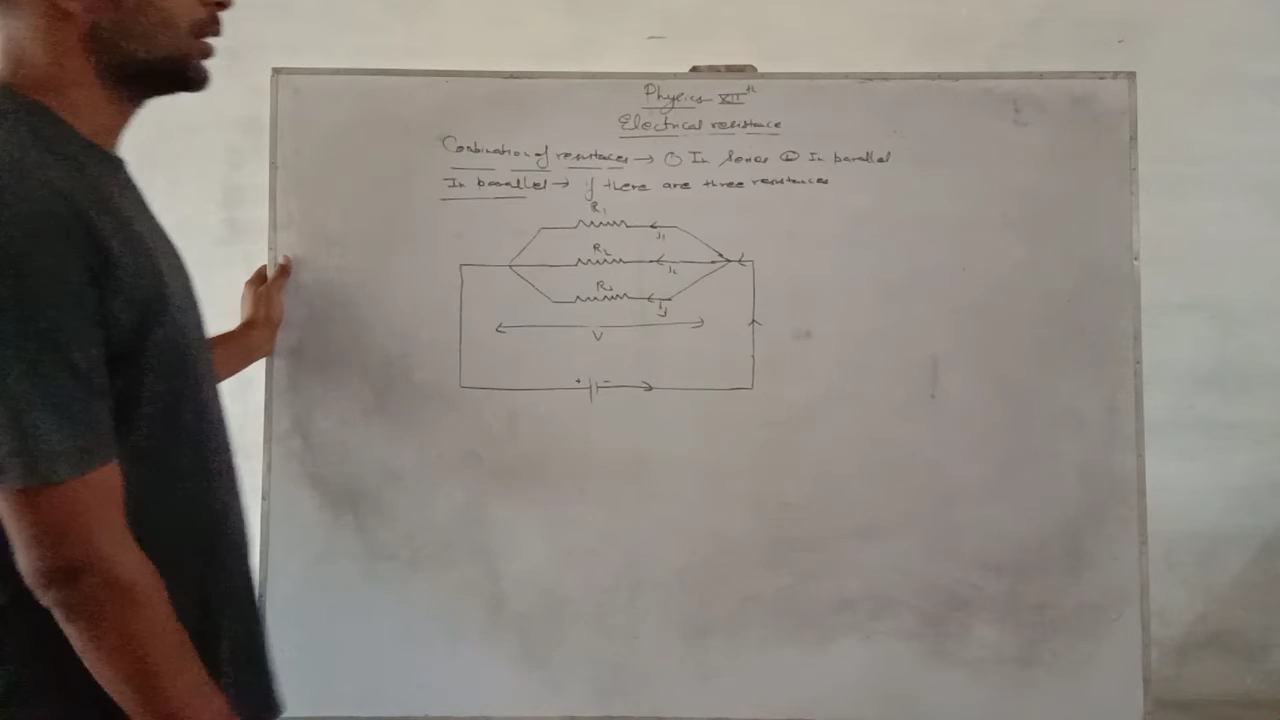 Physics XIIth
Electrical resistance
Combination of resistaces → ① In Series ② In parallel
In parallel → if there are three resistances
R1
I1
R2
I2
R3
I3
V
+ -